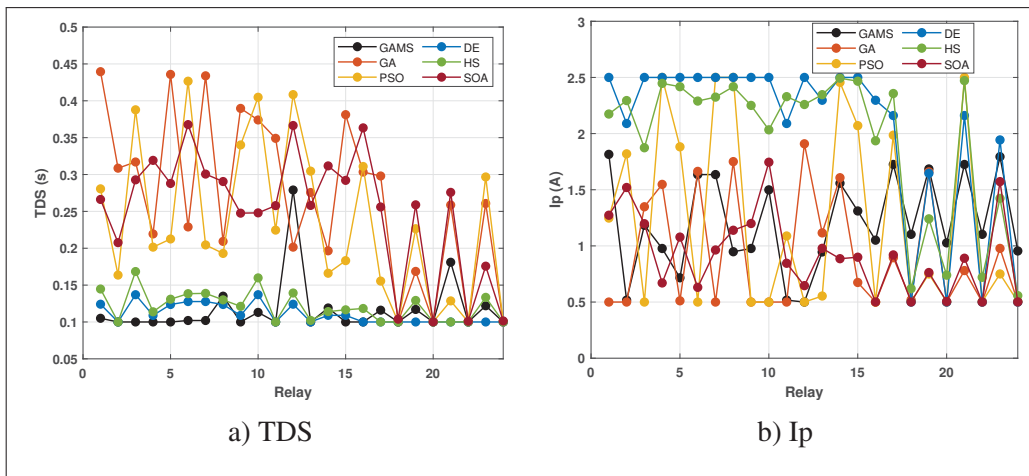 0.5
0.45
0.4
0.35
0.3
0.25
0.2
0.15
0.1
0.05
TDS (s)
GAMS DE
GA HS
PSO SOA
0 5 10 15 20
Relay
a) TDS
3
2.5
2
1.5
1
0.5
0
Ip (A)
GAMS DE
GA HS
PSO SOA
0 5 10 15 20
Relay
b) Ip